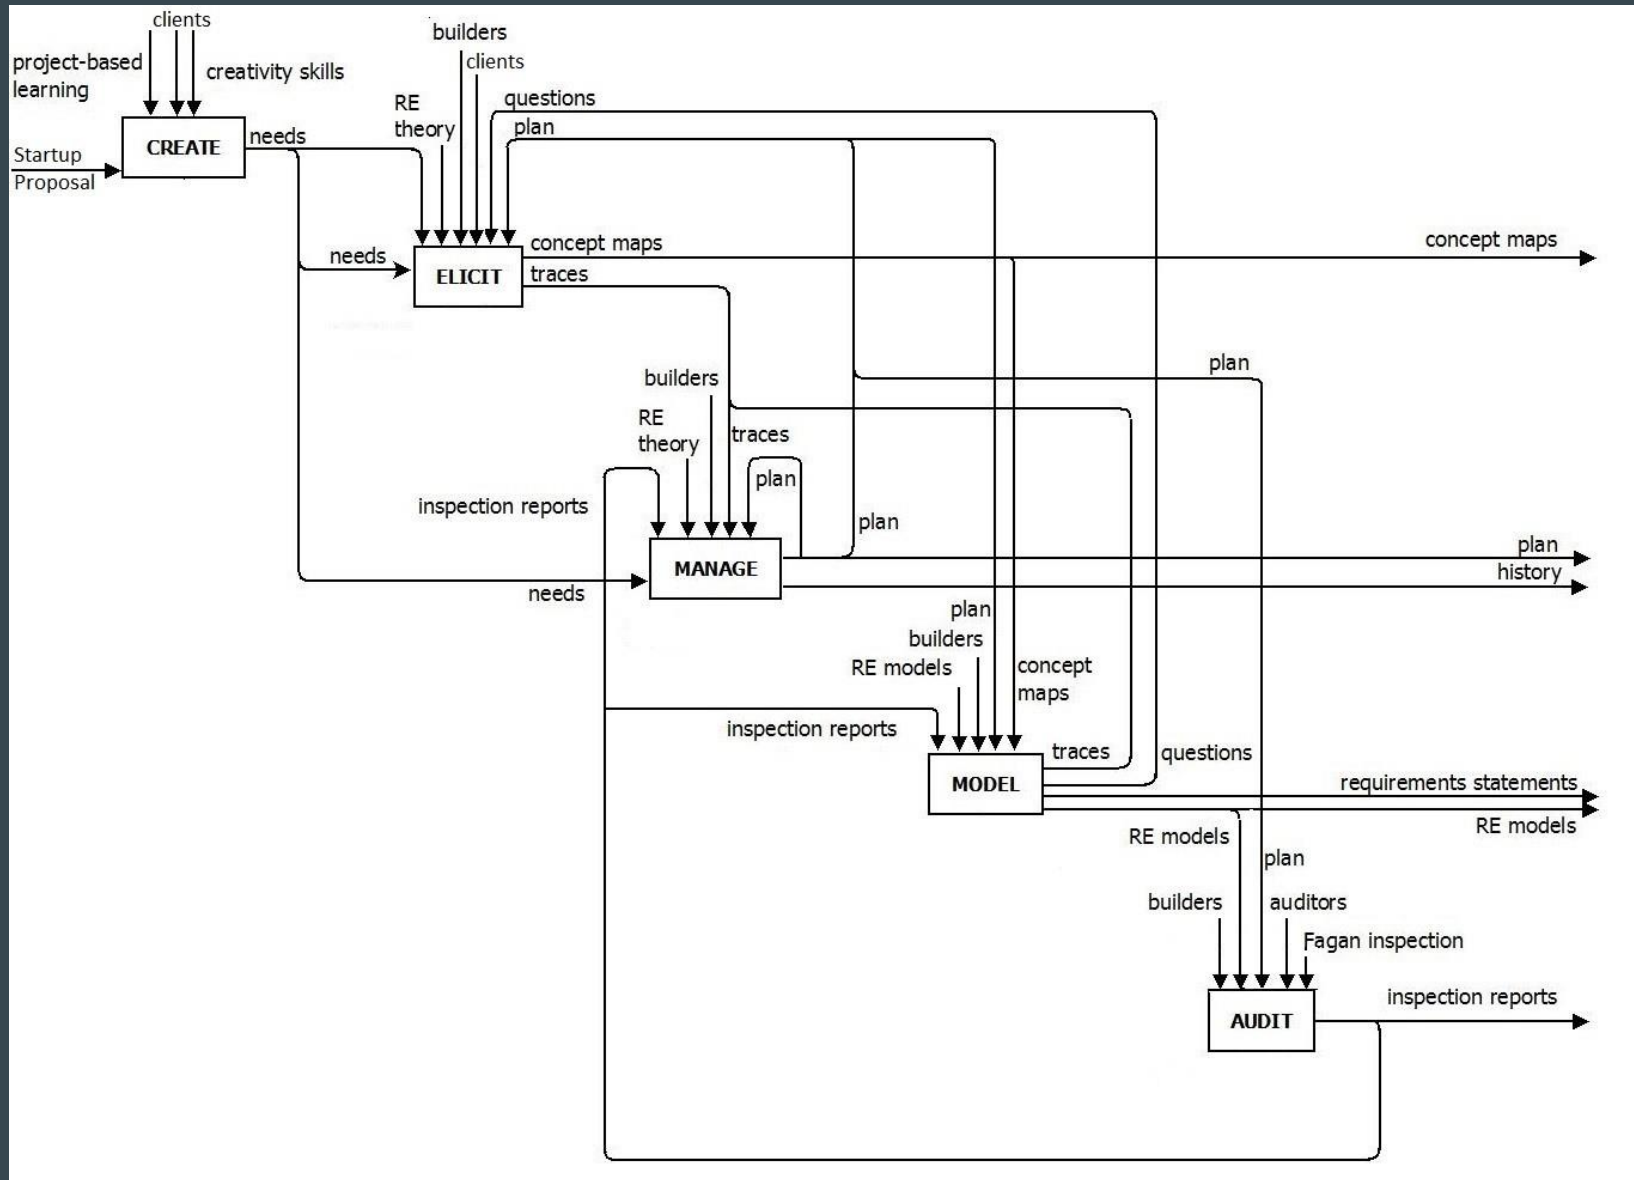 clients
project-based
learning
creativity skills
CREATE
Startup
Proposal
needs
builders
clients
RE
theory
questions
plan
needs
ELICIT
concept maps
traces
concept maps
plan
builders
RE
theory
traces
plan
inspection reports
plan
MANAGE
needs
plan
history
plan
builders
RE models
concept
maps
inspection reports
traces
questions
MODEL
requirements statements
RE models
RE models
plan
builders
auditors
Fagan inspection
AUDIT
inspection reports